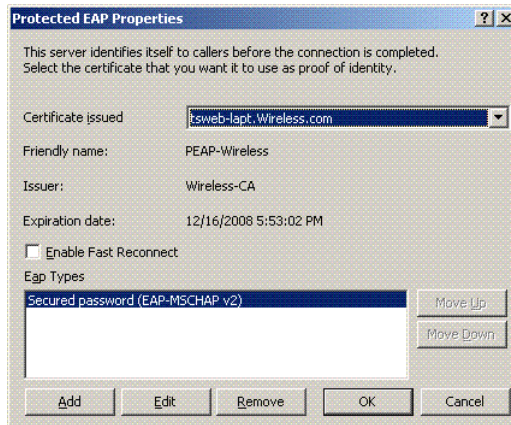 Protected EAP Properties
This server identifies itself to callers before the connection is completed.
Select the certificate that you want it to use as proof of identity.
Certificate issued tsweb-lapt.Wireless.com
Friendly name: PEAP-Wireless
Issuer: Wireless-CA
Expiration date: 12/16/2008 5:53:02 PM
Enable Fast Reconnect
Eap Types
Secured password (EAP-MSCHAP v2)
Move Up
Move Down
Add Edit Remove OK Cancel